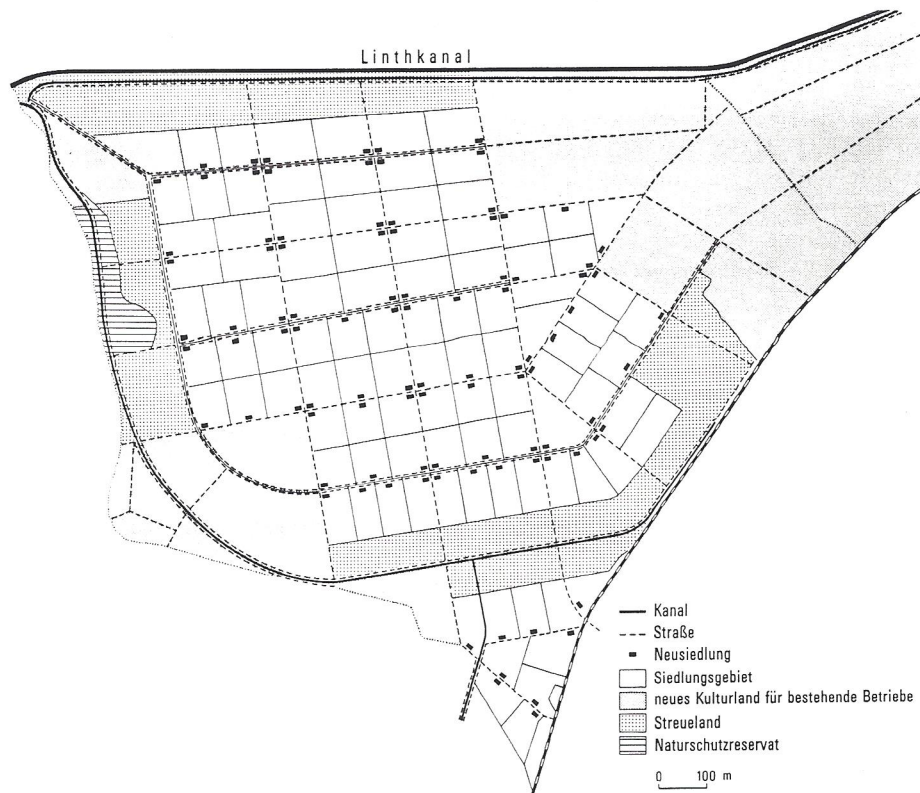 Linthkanal
Kanal
Straße
Neusiedlung
Siedlungsgebiet
neues Kulturland für bestehende Betriebe
Streueland
Naturschutzreservat
0 100 m